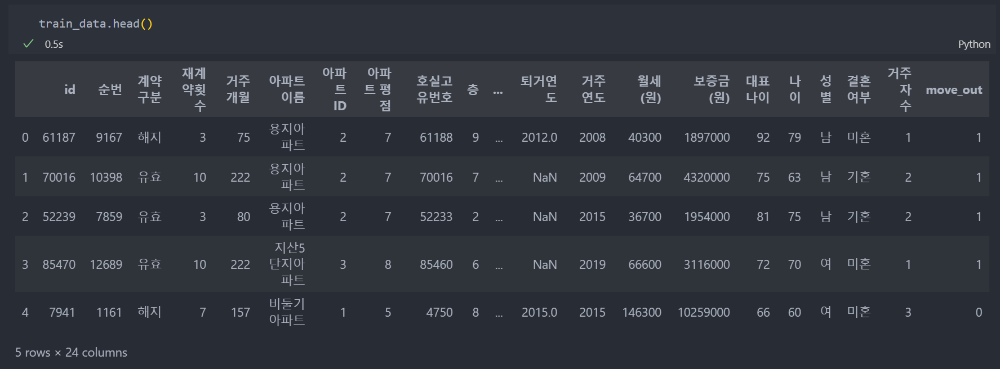 train_data.head()
0.5s
Python
id 순번 계약구분 재계약횟수 거주개월 아파트 이름 아파트 ID 아파트 평점 호실고유번호 층 ... 퇴거연도 거주연도 월세(원) 보증금(원) 대표나이 나이 성별 결혼여부 거주자수 move_out
0 61187 9167 해지 3 75 용지아파트 2 7 61188 9 ... 2012.0 2008 40300 1897000 92 79 남 미혼 1 1
1 70016 10398 유효 10 222 용지아파트 2 7 70016 7 ... NaN 2009 64700 4320000 75 63 남 기혼 2 1
2 52239 7859 유효 3 80 용지아파트 2 7 52233 2 ... NaN 2015 36700 1954000 81 75 남 기혼 2 1
3 85470 12689 유효 10 222 지산5단지아파트 3 8 85460 6 ... NaN 2019 66600 3116000 72 70 여 미혼 1 1
4 7941 1161 해지 7 157 비둘기아파트 1 5 4750 8 ... 2015.0 2015 146300 10259000 66 60 여 미혼 3 0
5 rows × 24 columns